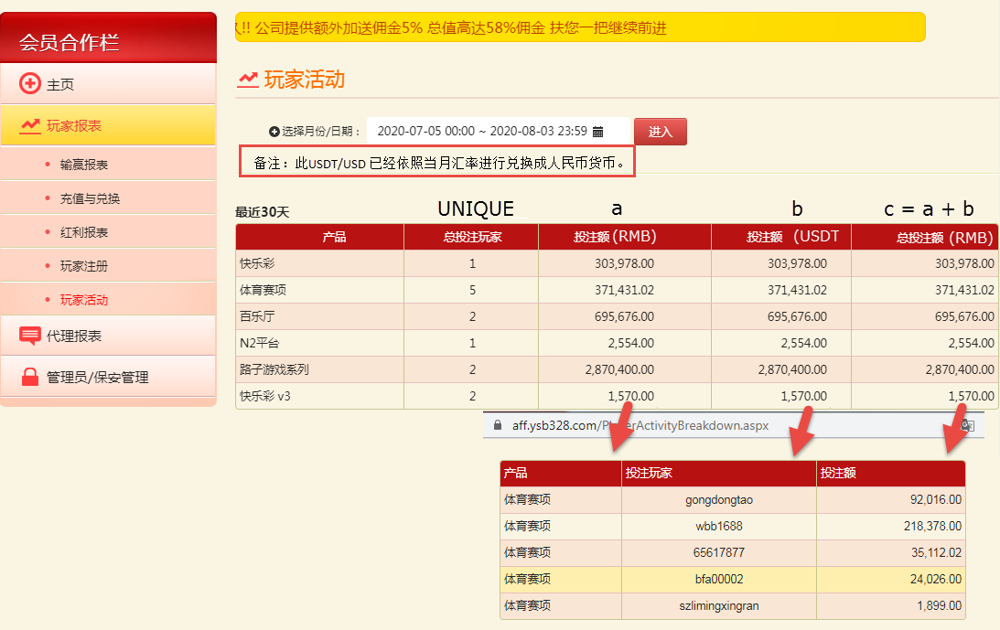 !! 公司提供额外加送佣金5% 总值高达58%佣金 扶您一把继续前进
会员合作栏
主页
玩家报表
输赢报表
充值与兑换
红利报表
玩家注册
玩家活动
代理报表
管理员/保安管理
玩家活动
选择月份/日期: 2020-07-05 00:00 ~ 2020-08-03 23:59 进入
备注：此USDT/USD 已经依照当月汇率进行兑换成人民币货币。
最近30天 UNIQUE a b c = a + b
产品 总投注玩家 投注额(RMB) 投注额 (USDT 总投注额 (RMB)
快乐彩 1 303,978.00 303,978.00 303,978.00
体育赛项 5 371,431.02 371,431.02 371,431.02
百乐厅 2 695,676.00 695,676.00 695,676.00
N2平台 1 2,554.00 2,554.00 2,554.00
路子游戏系列 2 2,870,400.00 2,870,400.00 2,870,400.00
快乐彩 v3 2 1,570.00 1,570.00 1,570.00
aff.ysb328.com/PlayerActivityBreakdown.aspx
产品 投注玩家 投注额
体育赛项 gongdongtao 92,016.00
体育赛项 wbb1688 218,378.00
体育赛项 65617877 35,112.02
体育赛项 bfa00002 24,026.00
体育赛项 szlimingxingran 1,899.00